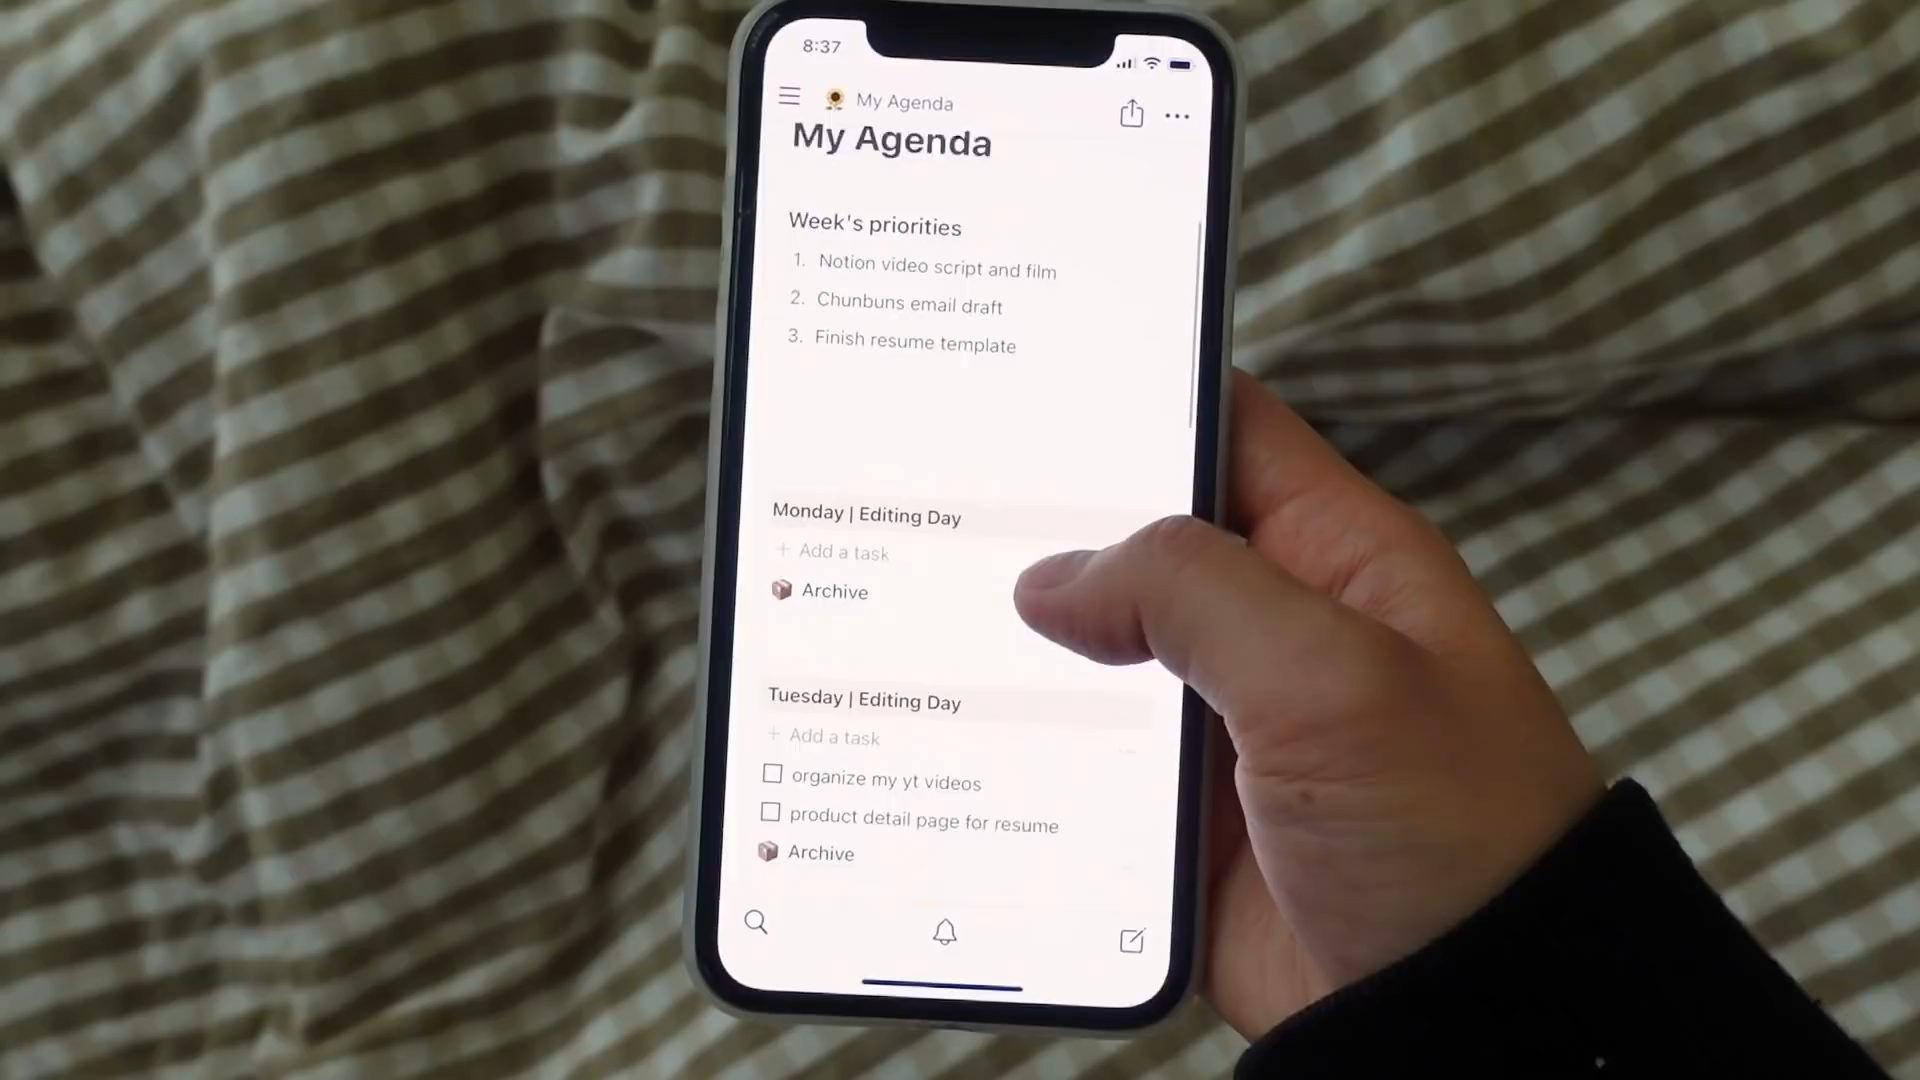 8:37
My Agenda
My Agenda
Week's priorities
1. Notion video script and film
2. Chunbuns email draft
3. Finish resume template
Monday | Editing Day
+ Add a task
Archive
Tuesday | Editing Day
+ Add a task
organize my yt videos
product detail page for resume
Archive